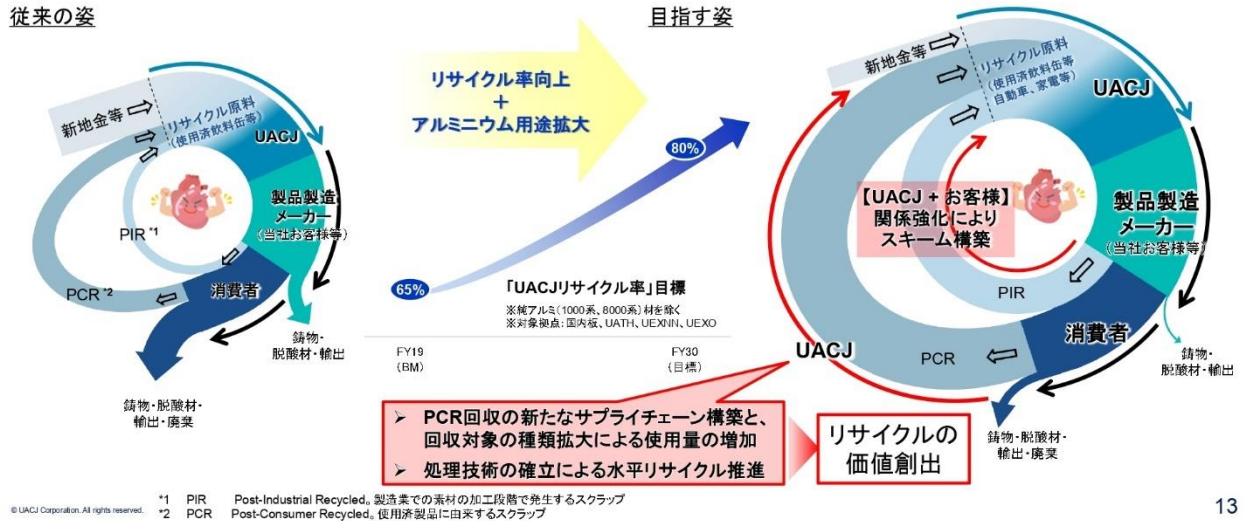 従来の姿
新地金等
リサイクル原料
(使用済飲料缶等)
UACJ
製品製造
メーカー
(当社お客様等)
PIR *1
PCR *2
消費者
鋳物・
脱酸材・輸出
鋳物・脱酸材・
輸出・廃棄
リサイクル率向上
+
アルミニウム用途拡大
65%
80%
「UACJリサイクル率」目標
※純アルミ(1000系、8000系)材を除く
※対象拠点:国内板、UATH、UEXNN、UEXO
FY19
(BM)
FY30
(目標)
目指す姿
新地金等
リサイクル原料
(使用済飲料缶等
自動車、家電等)
UACJ
【UACJ + お客様】
関係強化により
スキーム構築
製品製造
メーカー
(当社お客様等)
PIR
消費者
PCR
UACJ
鋳物・
脱酸材・輸出
鋳物・脱酸材・
輸出・廃棄
➢ PCR回収の新たなサプライチェーン構築と、
回収対象の種類拡大による使用量の増加
➢ 処理技術の確立による水平リサイクル推進
リサイクルの
価値創出
*1 PIR Post-Industrial Recycled。製造業での素材の加工段階で発生するスクラップ
*2 PCR Post-Consumer Recycled。使用済製品に由来するスクラップ
© UACJ Corporation. All rights reserved.
13